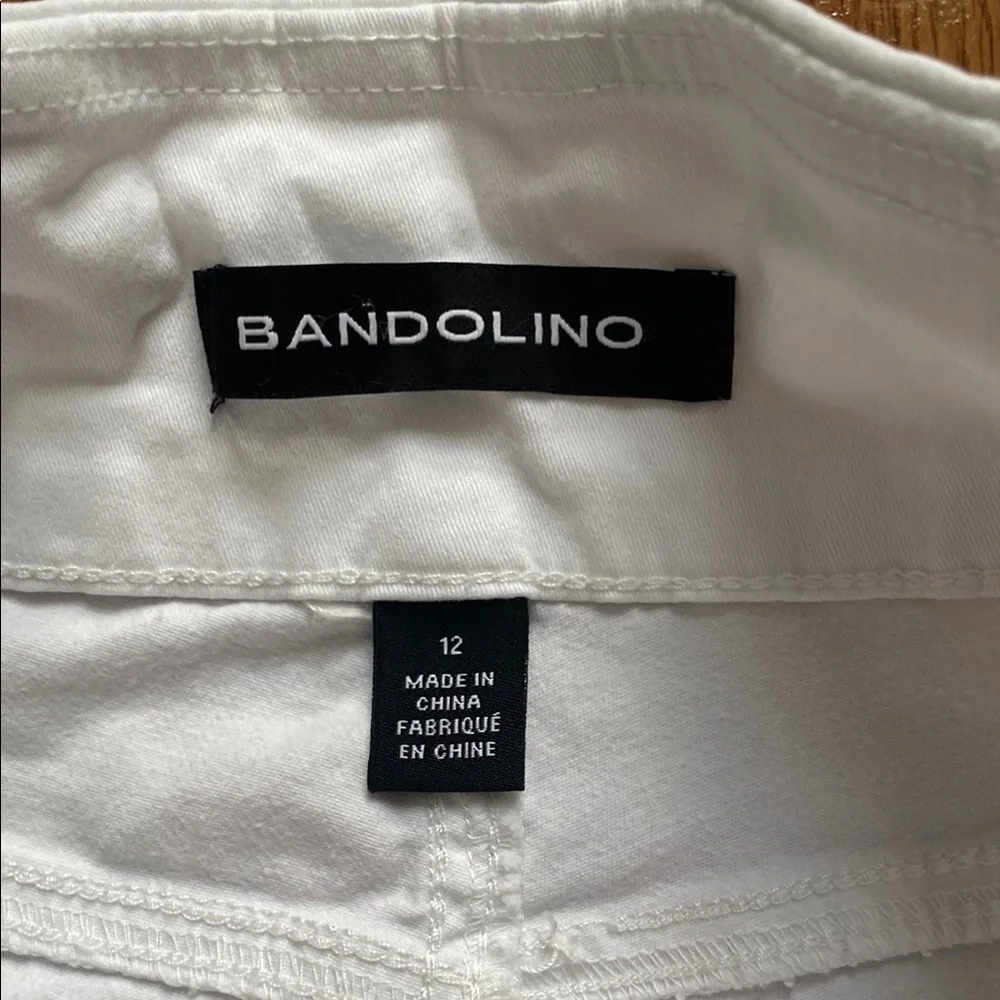 BANDOLINO
12
MADE IN
CHINA
FABRIQUÉ
EN CHINE